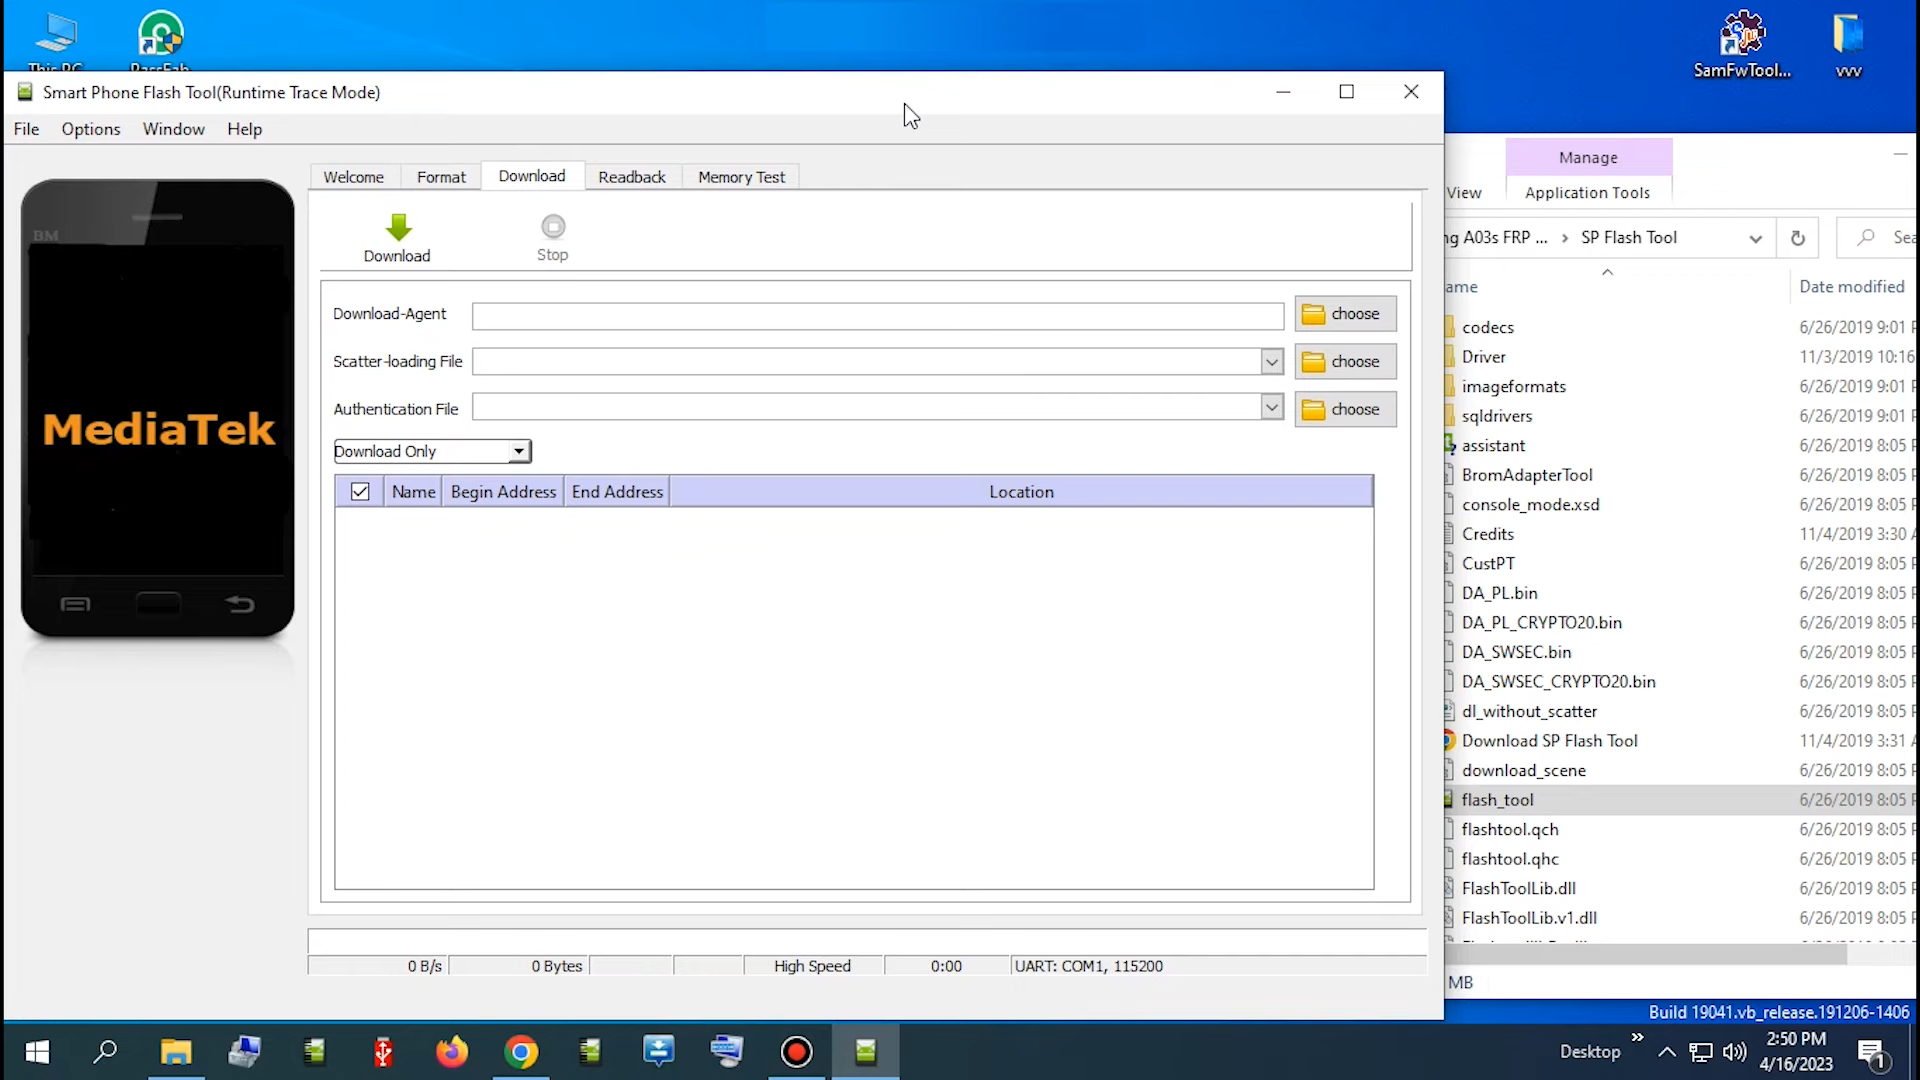 This PC
PassFab
SamFwTool...
vvv
Smart Phone Flash Tool(Runtime Trace Mode)
File Options Window Help
Welcome Format Download Readback Memory Test
Download Stop
BM
MediaTek
Download-Agent choose
Scatter-loading File choose
Authentication File choose
Download Only
Name Begin Address End Address Location
0 B/s 0 Bytes High Speed 0:00 UART: COM1, 115200
Manage
View Application Tools
ng A03s FRP ... › SP Flash Tool Sea
ame Date modified
codecs 6/26/2019 9:01 P
Driver 11/3/2019 10:16
imageformats 6/26/2019 9:01 P
sqldrivers 6/26/2019 9:01 P
assistant 6/26/2019 8:05 P
BromAdapterTool 6/26/2019 8:05 P
console_mode.xsd 6/26/2019 8:05 P
Credits 11/4/2019 3:30 A
CustPT 6/26/2019 8:05 P
DA_PL.bin 6/26/2019 8:05 P
DA_PL_CRYPTO20.bin 6/26/2019 8:05 P
DA_SWSEC.bin 6/26/2019 8:05 P
DA_SWSEC_CRYPTO20.bin 6/26/2019 8:05 P
dl_without_scatter 6/26/2019 8:05 P
Download SP Flash Tool 11/4/2019 3:31 A
download_scene 6/26/2019 8:05 P
flash_tool 6/26/2019 8:05 P
flashtool.qch 6/26/2019 8:05 P
flashtool.qhc 6/26/2019 8:05 P
FlashToolLib.dll 6/26/2019 8:05 P
FlashToolLib.v1.dll 6/26/2019 8:05 P
MB
Build 19041.vb_release.191206-1406
Desktop » 2:50 PM
4/16/2023
1